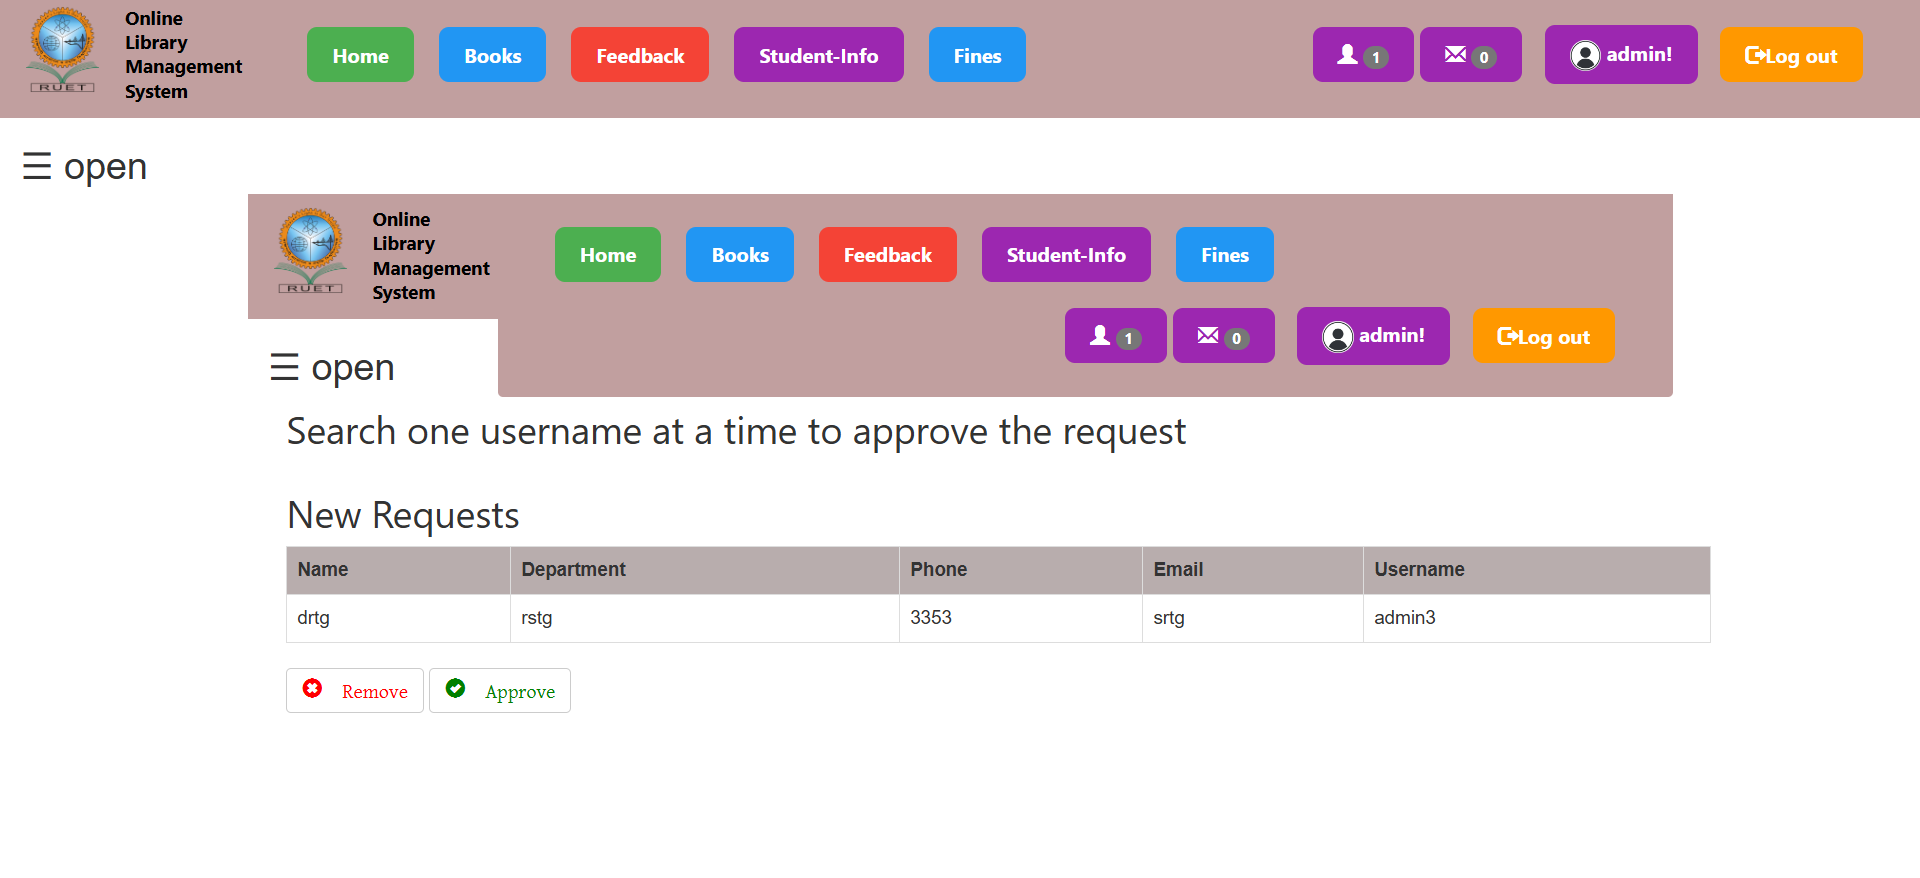 Online
Library
Management
System
RUET
Home Books Feedback Student-Info Fines 1 0 admin! Log out
☰ open
Online
Library
Management
System
RUET
Home Books Feedback Student-Info Fines
1 0 admin! Log out
☰ open
Search one username at a time to approve the request
New Requests
Name Department Phone Email Username
drtg rstg 3353 srtg admin3
Remove Approve